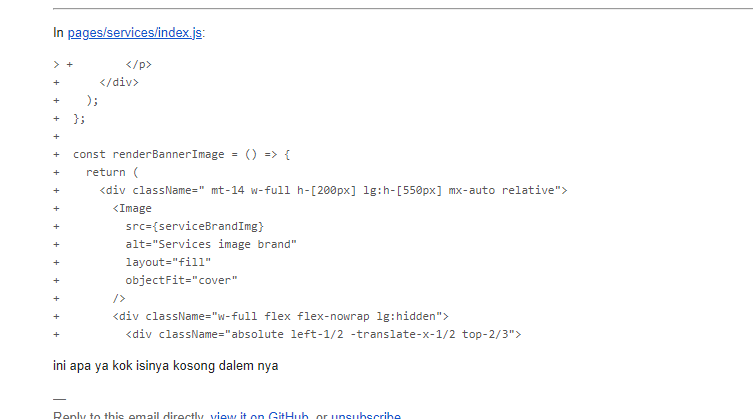 In pages/services/index.js:
> +        </p>
+      </div>
+    );
+  };
+
+  const renderBannerImage = () => {
+    return (
+      <div className=" mt-14 w-full h-[200px] lg:h-[550px] mx-auto relative">
+        <Image
+          src={serviceBrandImg}
+          alt="Services image brand"
+          layout="fill"
+          objectFit="cover"
+        />
+        <div className="w-full flex flex-nowrap lg:hidden">
+          <div className="absolute left-1/2 -translate-x-1/2 top-2/3">
ini apa ya kok isinya kosong dalem nya
—
Reply to this email directly, view it on GitHub, or unsubscribe.